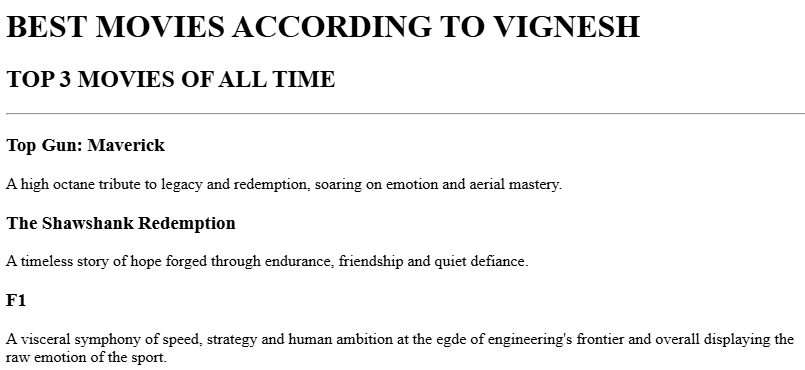 BEST MOVIES ACCORDING TO VIGNESH
TOP 3 MOVIES OF ALL TIME
Top Gun: Maverick
A high octane tribute to legacy and redemption, soaring on emotion and aerial mastery.
The Shawshank Redemption
A timeless story of hope forged through endurance, friendship and quiet defiance.
F1
A visceral symphony of speed, strategy and human ambition at the egde of engineering's frontier and overall displaying the
raw emotion of the sport.